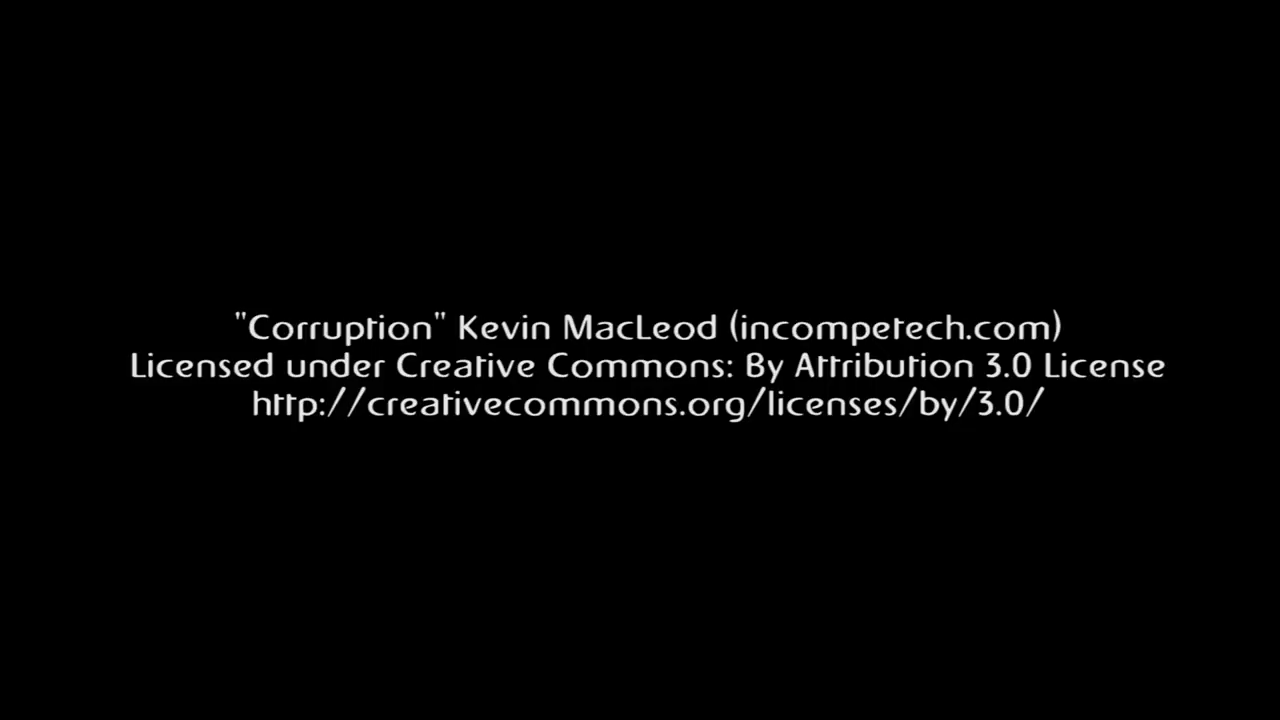 "Corruption" Kevin MacLeod (incompetech.com)
Licensed under Creative Commons: By Attribution 3.0 License
http://creativecommons.org/licenses/by/3.0/